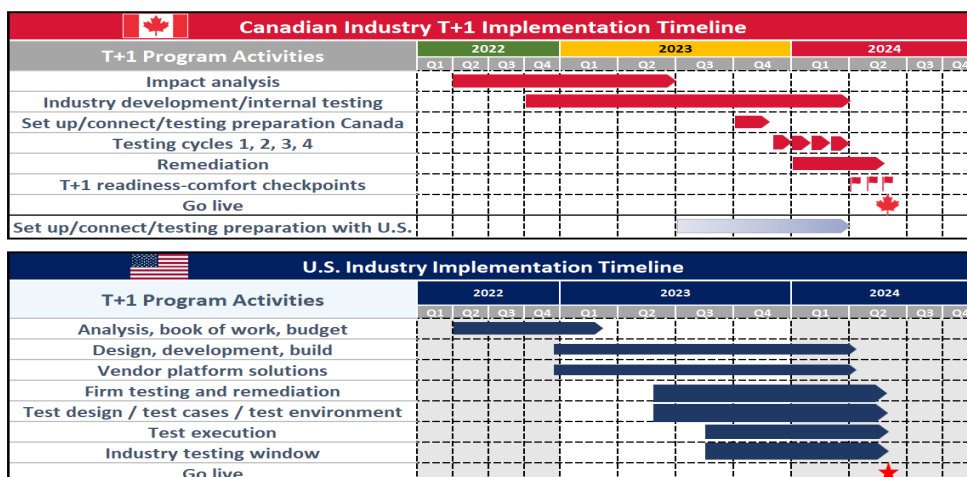 Canadian Industry T+1 Implementation Timeline
T+1 Program Activities
2022 2023 2024
Q1 Q2 Q3 Q4 Q1 Q2 Q3 Q4 Q1 Q2 Q3 Q4
Impact analysis
Industry development/internal testing
Set up/connect/testing preparation Canada
Testing cycles 1, 2, 3, 4
Remediation
T+1 readiness-comfort checkpoints
Go live
Set up/connect/testing preparation with U.S.
U.S. Industry Implementation Timeline
T+1 Program Activities
2022 2023 2024
Q1 Q2 Q3 Q4 Q1 Q2 Q3 Q4 Q1 Q2 Q3 Q4
Analysis, book of work, budget
Design, development, build
Vendor platform solutions
Firm testing and remediation
Test design / test cases / test environment
Test execution
Industry testing window
Go live